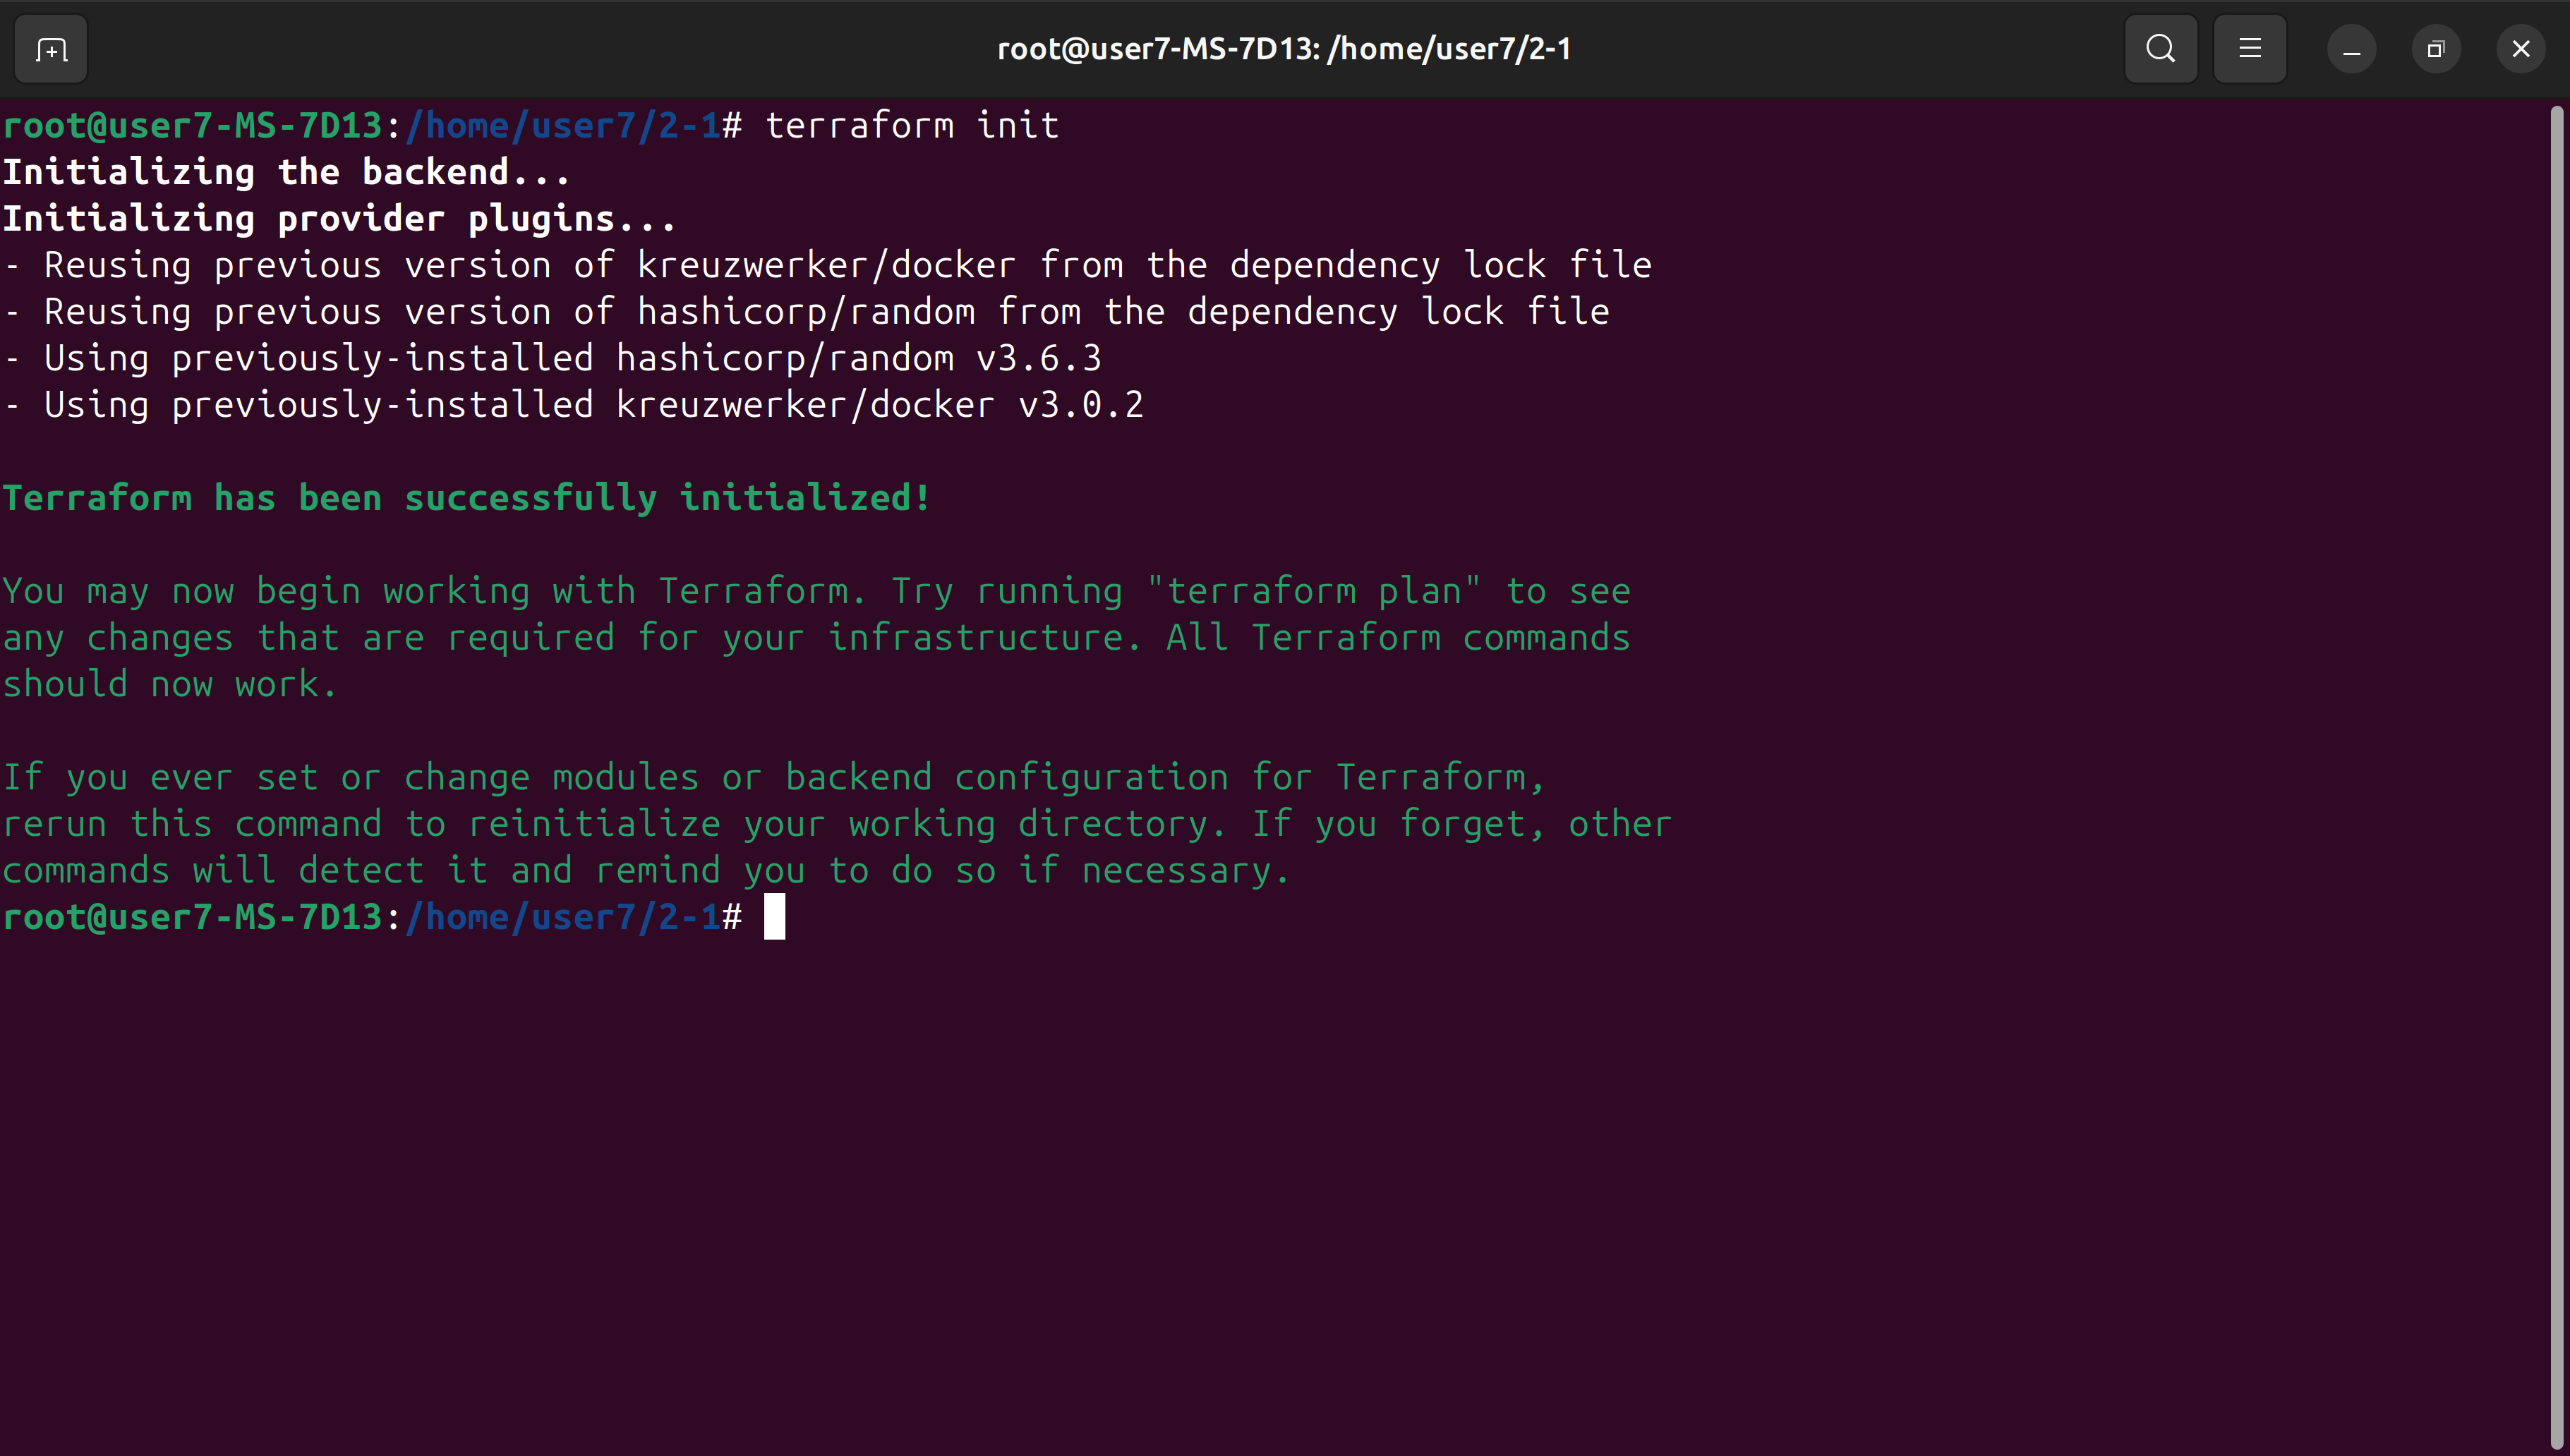 root@user7-MS-7D13: /home/user7/2-1
root@user7-MS-7D13:/home/user7/2-1# terraform init
Initializing the backend...
Initializing provider plugins...
- Reusing previous version of kreuzwerker/docker from the dependency lock file
- Reusing previous version of hashicorp/random from the dependency lock file
- Using previously-installed hashicorp/random v3.6.3
- Using previously-installed kreuzwerker/docker v3.0.2
Terraform has been successfully initialized!
You may now begin working with Terraform. Try running "terraform plan" to see
any changes that are required for your infrastructure. All Terraform commands
should now work.
If you ever set or change modules or backend configuration for Terraform,
rerun this command to reinitialize your working directory. If you forget, other
commands will detect it and remind you to do so if necessary.
root@user7-MS-7D13:/home/user7/2-1#